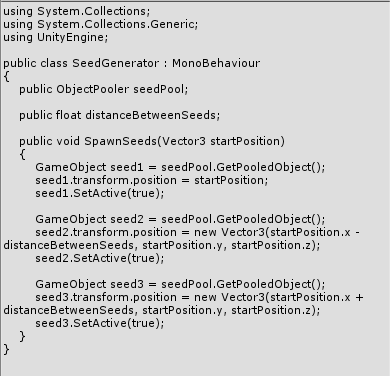 using System.Collections;
using System.Collections.Generic;
using UnityEngine;

public class SeedGenerator : MonoBehaviour
{
    public ObjectPooler seedPool;

    public float distanceBetweenSeeds;

    public void SpawnSeeds(Vector3 startPosition)
    {
        GameObject seed1 = seedPool.GetPooledObject();
        seed1.transform.position = startPosition;
        seed1.SetActive(true);

        GameObject seed2 = seedPool.GetPooledObject();
        seed2.transform.position = new Vector3(startPosition.x -
distanceBetweenSeeds, startPosition.y, startPosition.z);
        seed2.SetActive(true);

        GameObject seed3 = seedPool.GetPooledObject();
        seed3.transform.position = new Vector3(startPosition.x +
distanceBetweenSeeds, startPosition.y, startPosition.z);
        seed3.SetActive(true);
    }
}